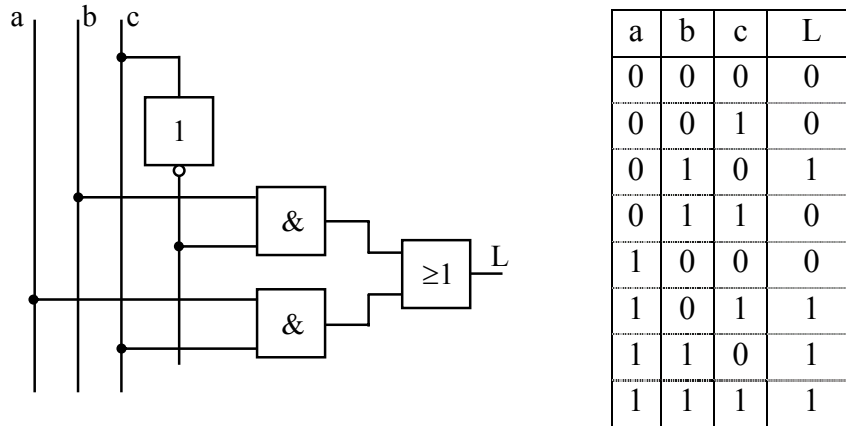 a b c
1
&
≥1 L
&
a b c L
0 0 0 0
0 0 1 0
0 1 0 1
0 1 1 0
1 0 0 0
1 0 1 1
1 1 0 1
1 1 1 1